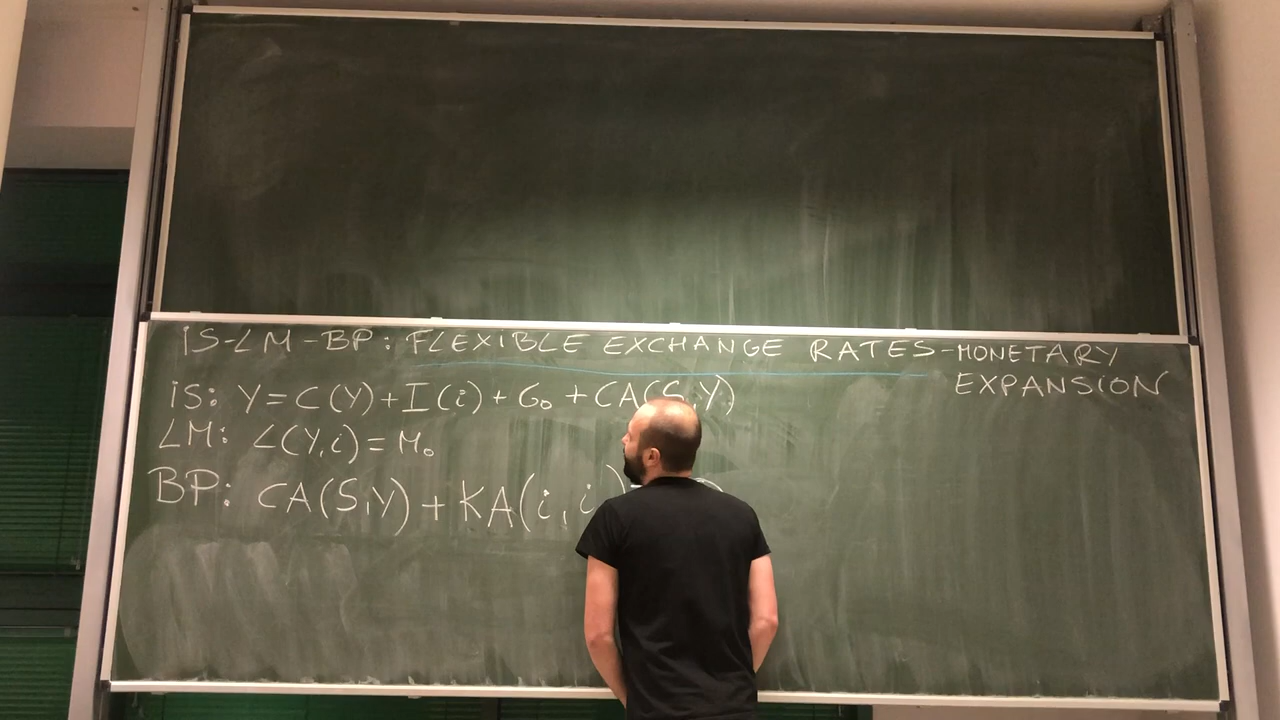 IS-LM-BP: FLEXIBLE EXCHANGE RATES-MONETARY
EXPANSION
IS: Y=C(Y)+I(i)+G₀+CA(S,Y)
LM: L(Y,i)=M₀
BP: CA(S,Y)+KA(i,i